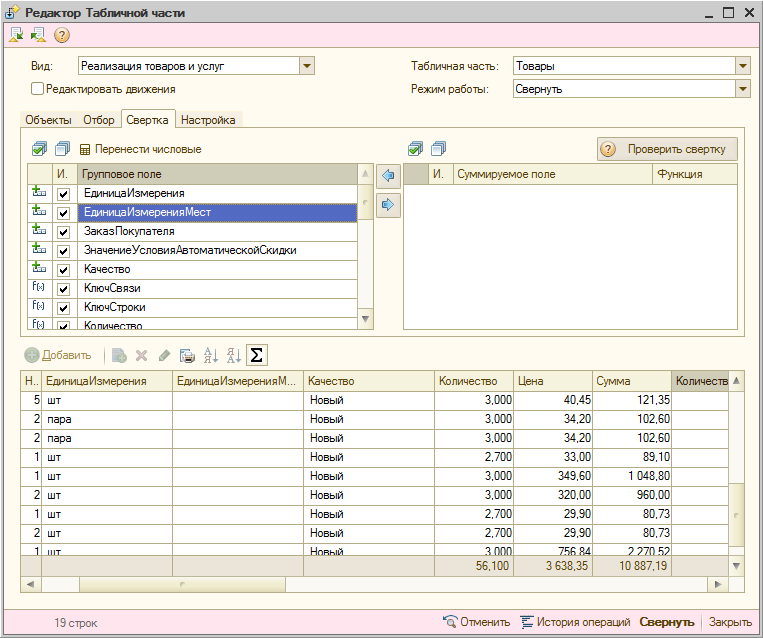 Редактор Табличной части
Вид: Реализация товаров и услуг Табличная часть: Товары
Редактировать движения Режим работы: Свернуть
Объекты Отбор Свертка Настройка
Перенести числовые ? Проверить свертку
И. Групповое поле И. Суммируемое поле Функция
ЕдиницаИзмерения
ЕдиницаИзмеренияМест
ЗаказПокупателя
ЗначениеУсловияАвтоматическойСкидки
Качество
f(x) КлючСвязи
f(x) КлючСтроки
f(x) Количество
Добавить Σ
Н.. ЕдиницаИзмерения ЕдиницаИзмеренияМ... Качество Количество Цена Сумма Количеств
5 шт Новый 3,000 40,45 121,35
2 пара Новый 3,000 34,20 102,60
2 пара Новый 3,000 34,20 102,60
1 шт Новый 2,700 33,00 89,10
1 шт Новый 3,000 349,60 1 048,80
2 шт Новый 3,000 320,00 960,00
1 шт Новый 2,700 29,90 80,73
2 шт Новый 2,700 29,90 80,73
1 шт Новый 3,000 756,84 2 270,52
56,100 3 638,35 10 887,19
19 строк Отменить История операций Свернуть Закрыть